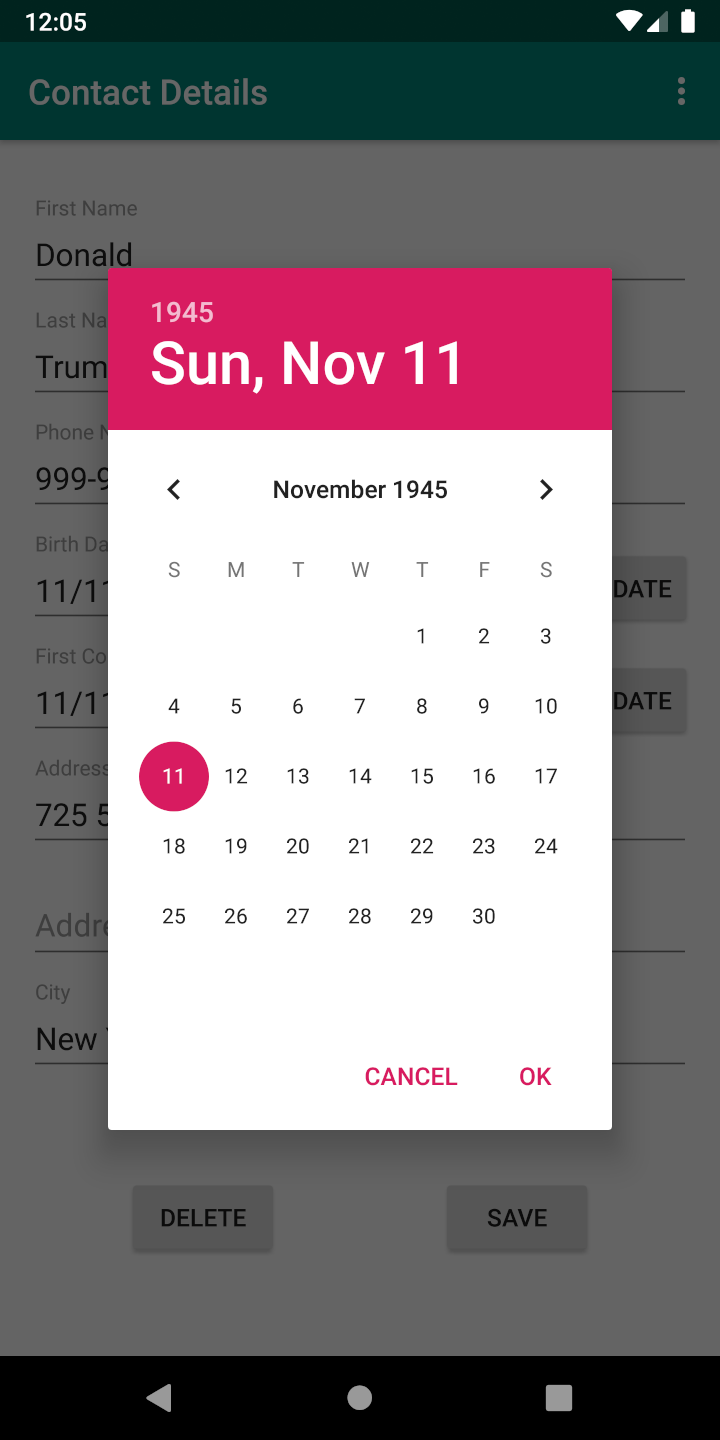 12:05
Contact Details
First Name
Donald
Last Na
Trum
Phone N
999-9
Birth Da
11/11
DATE
First Co
11/11
DATE
Address
725 5
Addre
City
New
1945
Sun, Nov 11
November 1945
S M T W T F S
1 2 3
4 5 6 7 8 9 10
11 12 13 14 15 16 17
18 19 20 21 22 23 24
25 26 27 28 29 30
CANCEL OK
DELETE SAVE